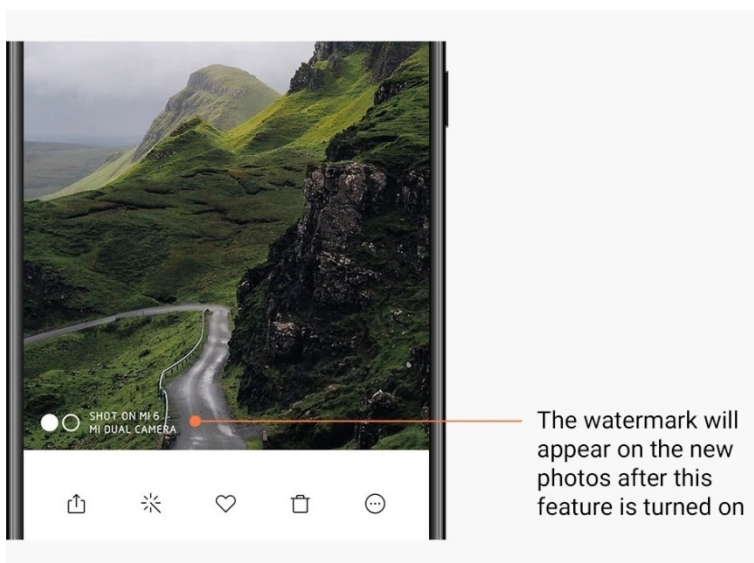 SHOT ON MI 6
MI DUAL CAMERA
The watermark will
appear on the new
photos after this
feature is turned on